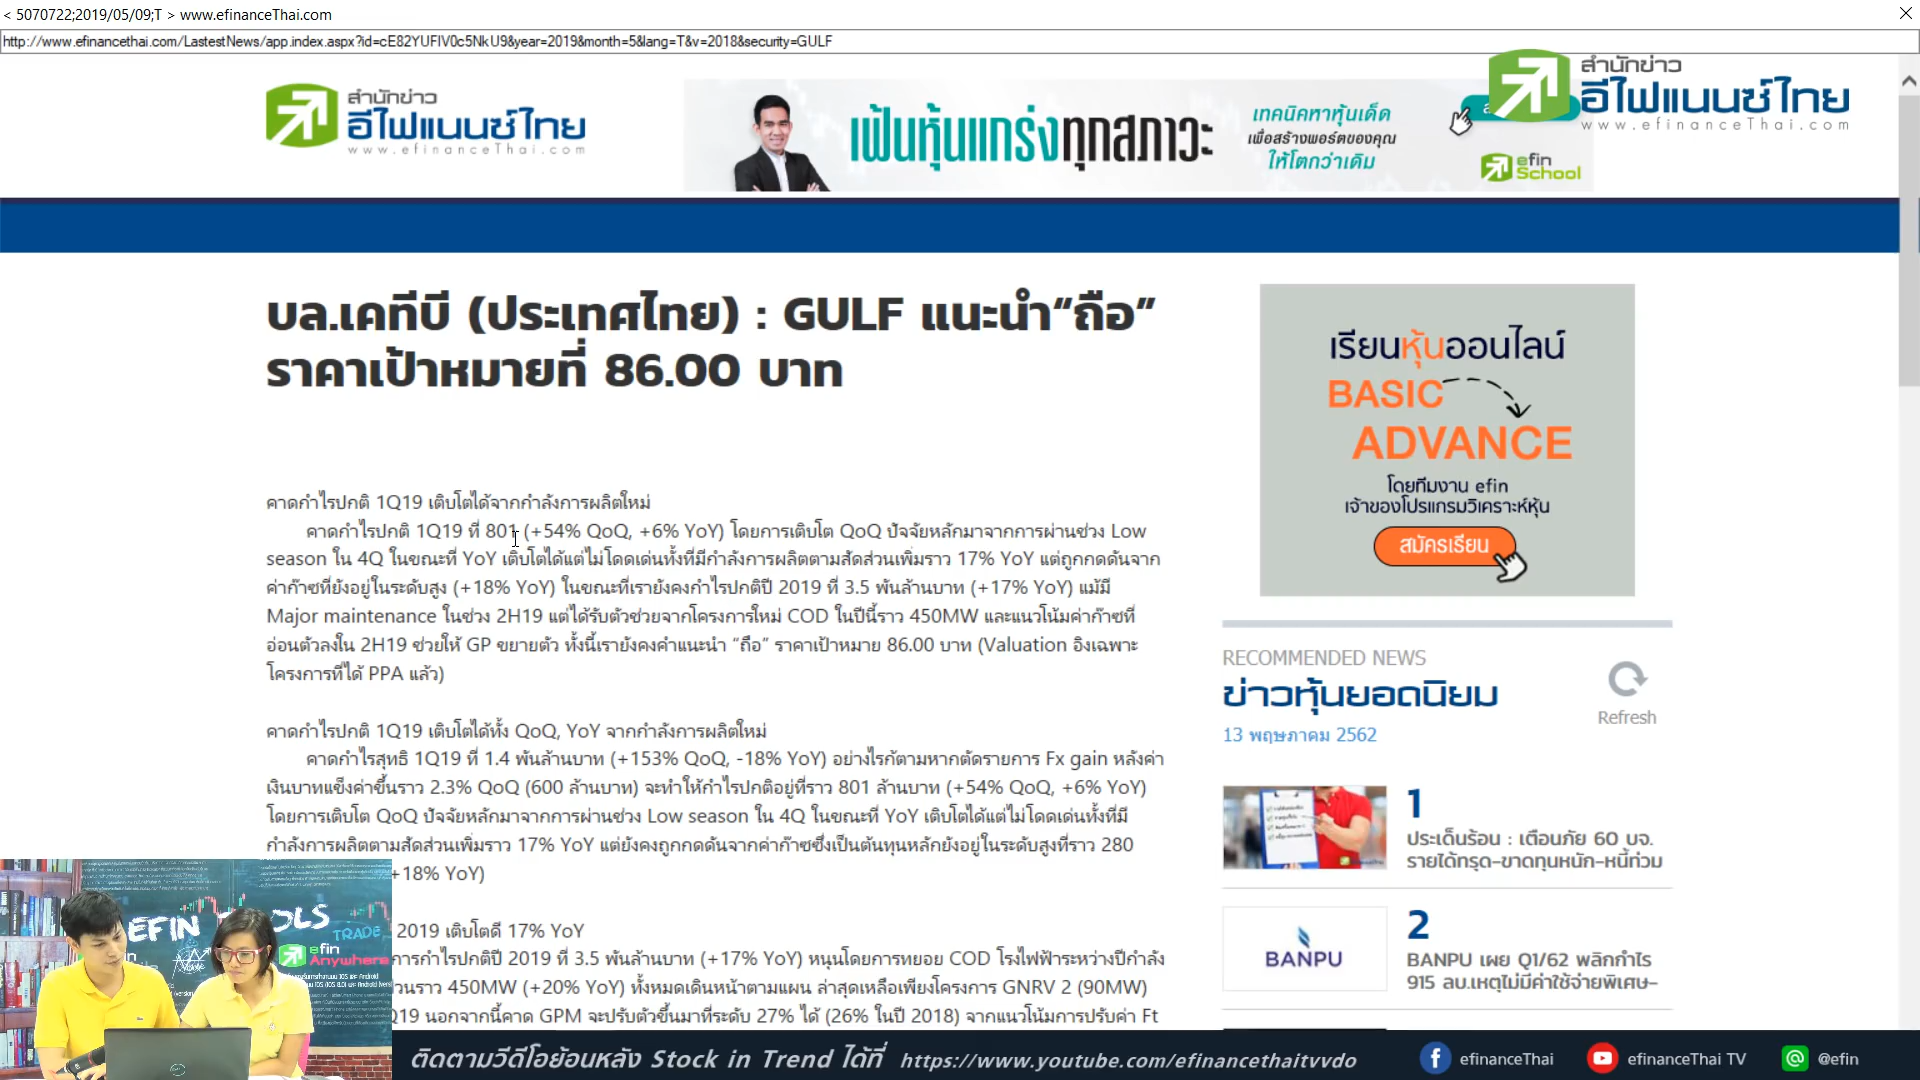 < 5070722;2019/05/09;T > www.efinanceThai.com
http://www.efinancethai.com/LastestNews/app.index.aspx?id=cE82YUFIV0c5NkU9&year=2019&month=5&lang=T&v=2018&security=GULF
สำนักข่าว
อีไฟแนนซ์ไทย
www.efinanceThai.com
เฟ้นหุ้นแกร่งทุกสภาวะ
เทคนิคหาหุ้นเด็ด
เพื่อสร้างพอร์ตของคุณ
ให้โตกว่าเดิม
efin
School
สำนักข่าว
อีไฟแนนซ์ไทย
www.efinanceThai.com
บล.เคทีบี (ประเทศไทย) : GULF แนะนำ“ถือ”
ราคาเป้าหมายที่ 86.00 บาท
คาดกำไรปกติ 1Q19 เติบโตได้จากกำลังการผลิตใหม่
คาดกำไรปกติ 1Q19 ที่ 801 (+54% QoQ, +6% YoY) โดยการเติบโต QoQ ปัจจัยหลักมาจากการผ่านช่วง Low
season ใน 4Q ในขณะที่ YoY เติบโตได้แต่ไม่โดดเด่นทั้งที่มีกำลังการผลิตตามสัดส่วนเพิ่มราว 17% YoY แต่ถูกกดดันจาก
ค่าก๊าซที่ยังอยู่ในระดับสูง (+18% YoY) ในขณะที่เรายังคงกำไรปกติปี 2019 ที่ 3.5 พันล้านบาท (+17% YoY) แม้มี
Major maintenance ในช่วง 2H19 แต่ได้รับตัวช่วยจากโครงการใหม่ COD ในปีนี้ราว 450MW และแนวโน้มค่าก๊าซที่
อ่อนตัวลงใน 2H19 ช่วยให้ GP ขยายตัว ทั้งนี้เรายังคงคำแนะนำ “ถือ” ราคาเป้าหมาย 86.00 บาท (Valuation อิงเฉพาะ
โครงการที่ได้ PPA แล้ว)
คาดกำไรปกติ 1Q19 เติบโตได้ทั้ง QoQ, YoY จากกำลังการผลิตใหม่
คาดกำไรสุทธิ 1Q19 ที่ 1.4 พันล้านบาท (+153% QoQ, -18% YoY) อย่างไรก้ตามหากตัดรายการ Fx gain หลังค่า
เงินบาทแข็งค่าขึ้นราว 2.3% QoQ (600 ล้านบาท) จะทำให้กำไรปกติอยู่ที่ราว 801 ล้านบาท (+54% QoQ, +6% YoY)
โดยการเติบโต QoQ ปัจจัยหลักมาจากการผ่านช่วง Low season ใน 4Q ในขณะที่ YoY เติบโตได้แต่ไม่โดดเด่นทั้งที่มี
กำลังการผลิตตามสัดส่วนเพิ่มราว 17% YoY แต่ยังคงถูกกดดันจากค่าก๊าซซึ่งเป็นต้นทุนหลักยังอยู่ในระดับสูงที่ราว 280
+18% YoY)
2019 เติบโตดี 17% YoY
การกำไรปกติปี 2019 ที่ 3.5 พันล้านบาท (+17% YoY) หนุนโดยการทยอย COD โรงไฟฟ้าระหว่างปีกำลัง
วนราว 450MW (+20% YoY) ทั้งหมดเดินหน้าตามแผน ล่าสุดเหลือเพียงโครงการ GNRV 2 (90MW)
Q19 นอกจากนี้คาด GPM จะปรับตัวขึ้นมาที่ระดับ 27% ได้ (26% ในปี 2018) จากแนวโน้มการปรับค่า Ft
เรียนหุ้นออนไลน์
BASIC
ADVANCE
โดยทีมงาน efin
เจ้าของโปรแกรมวิเคราะห์หุ้น
สมัครเรียน
RECOMMENDED NEWS
ข่าวหุ้นยอดนิยม
Refresh
13 พฤษภาคม 2562
1
ประเด็นร้อน : เตือนภัย 60 บจ.
รายได้ทรุด-ขาดทุนหนัก-หนี้ท่วม
BANPU
2
BANPU เผย Q1/62 พลิกกำไร
915 ลบ.เหตุไม่มีค่าใช้จ่ายพิเศษ-
EFIN TOOLS
TRADE
efin
Anywhere
ติดตามวีดีโอย้อนหลัง Stock in Trend ได้ที่ https://www.youtube.com/efinancethaitvvdo
efinanceThai
efinanceThai TV
@efin